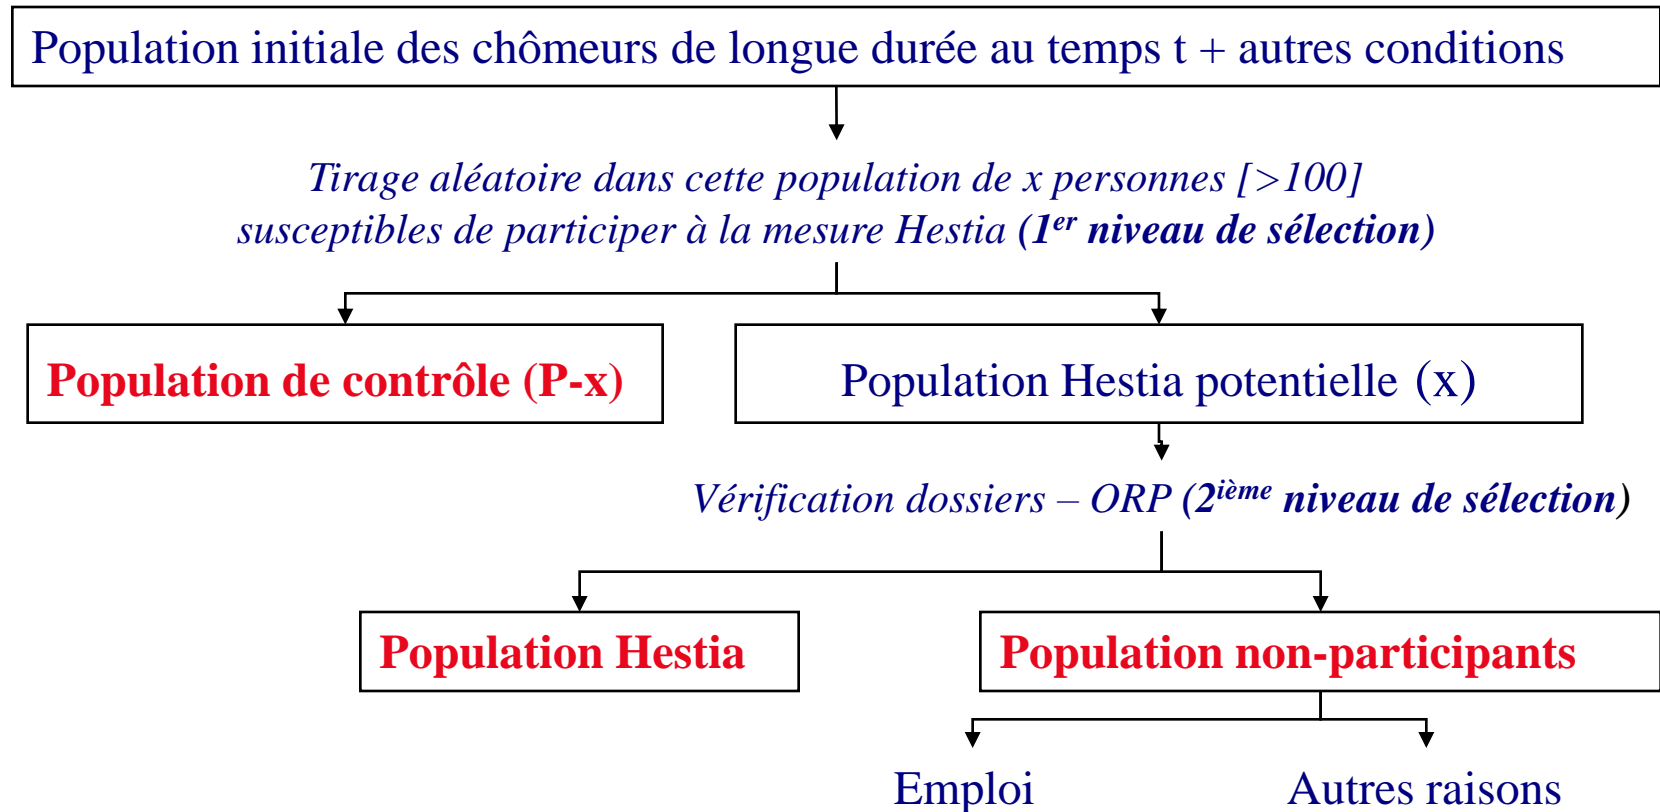 Population initiale des chômeurs de longue durée au temps t + autres conditions
Tirage aléatoire dans cette population de x personnes [>100]
susceptibles de participer à la mesure Hestia (1er niveau de sélection)
Population de contrôle (P-x)
Population Hestia potentielle (x)
Vérification dossiers – ORP (2ième niveau de sélection)
Population Hestia
Population non-participants
Emploi
Autres raisons